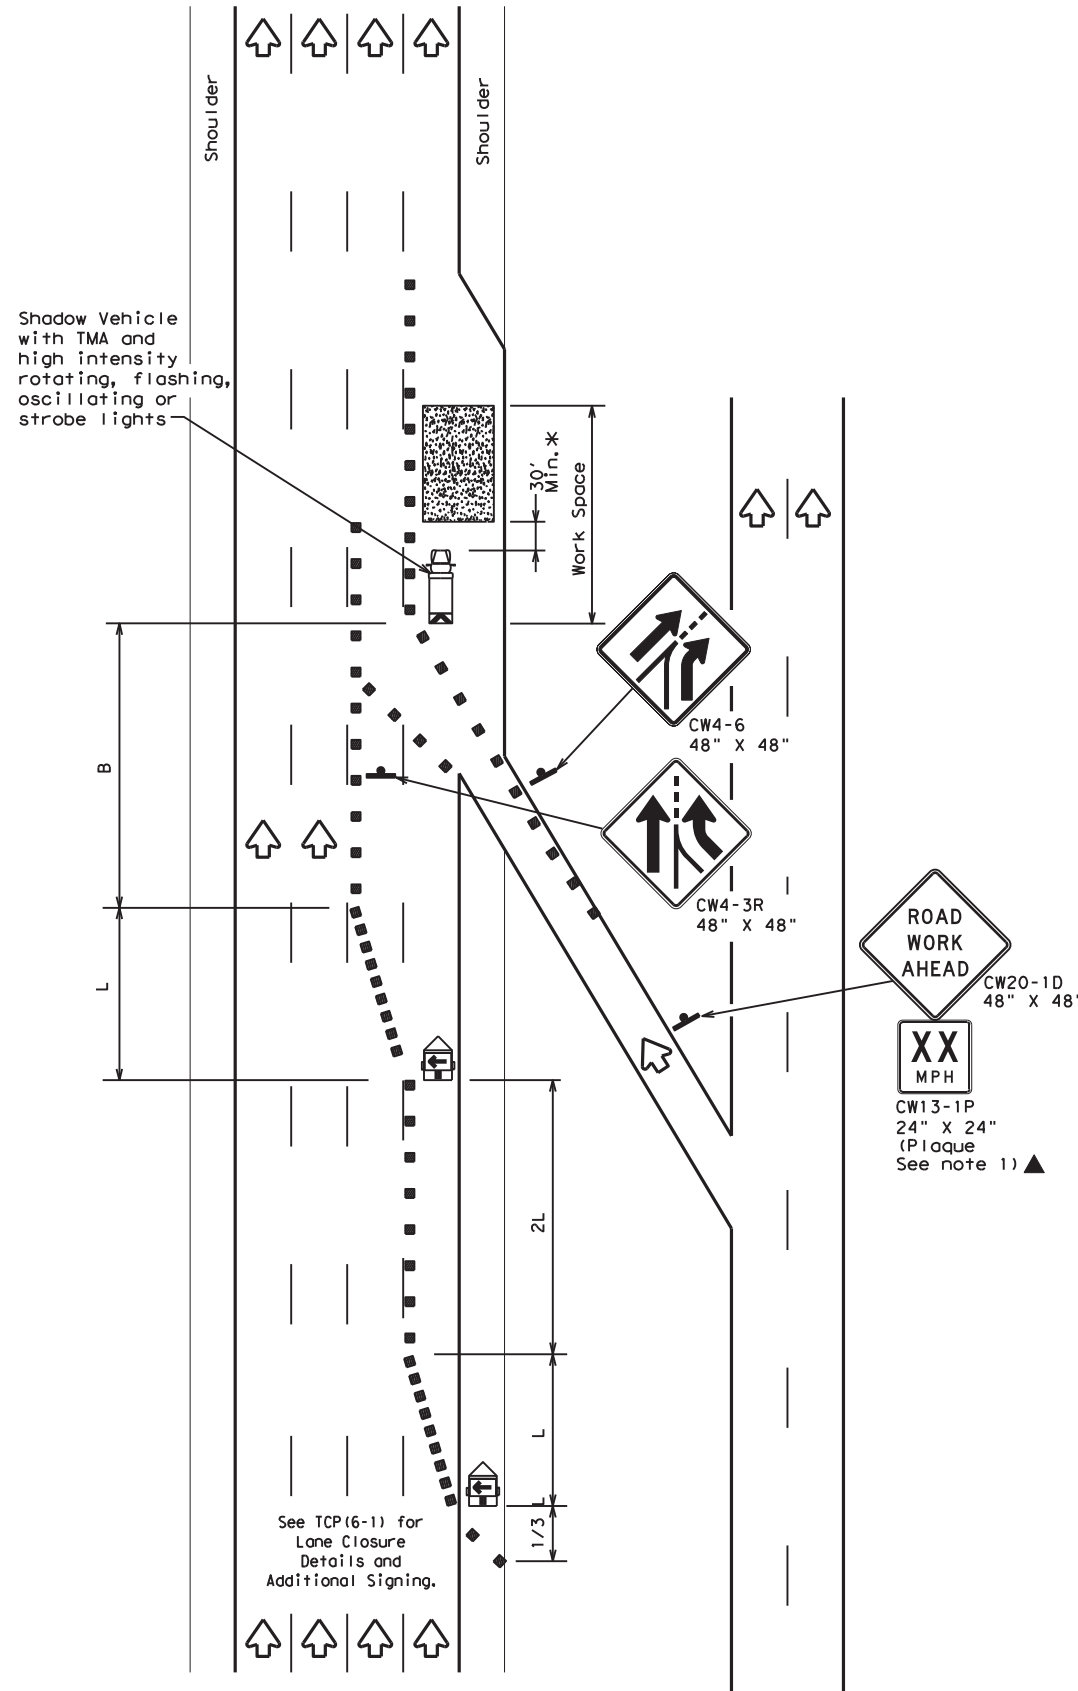 Shoulder
Shoulder
Shadow Vehicle
with TMA and
high intensity
rotating, flashing,
oscillating or
strobe lights
30'
Min.*
Work Space
CW4-6
48" X 48"
B
CW4-3R
48" X 48"
L
ROAD
WORK
AHEAD
CW20-1D
48" X 48"
XX
MPH
CW13-1P
24" X 24"
(Plaque
See note 1)▲
2L
L
1/3 L
See TCP(6-1) for
Lane Closure
Details and
Additional Signing.